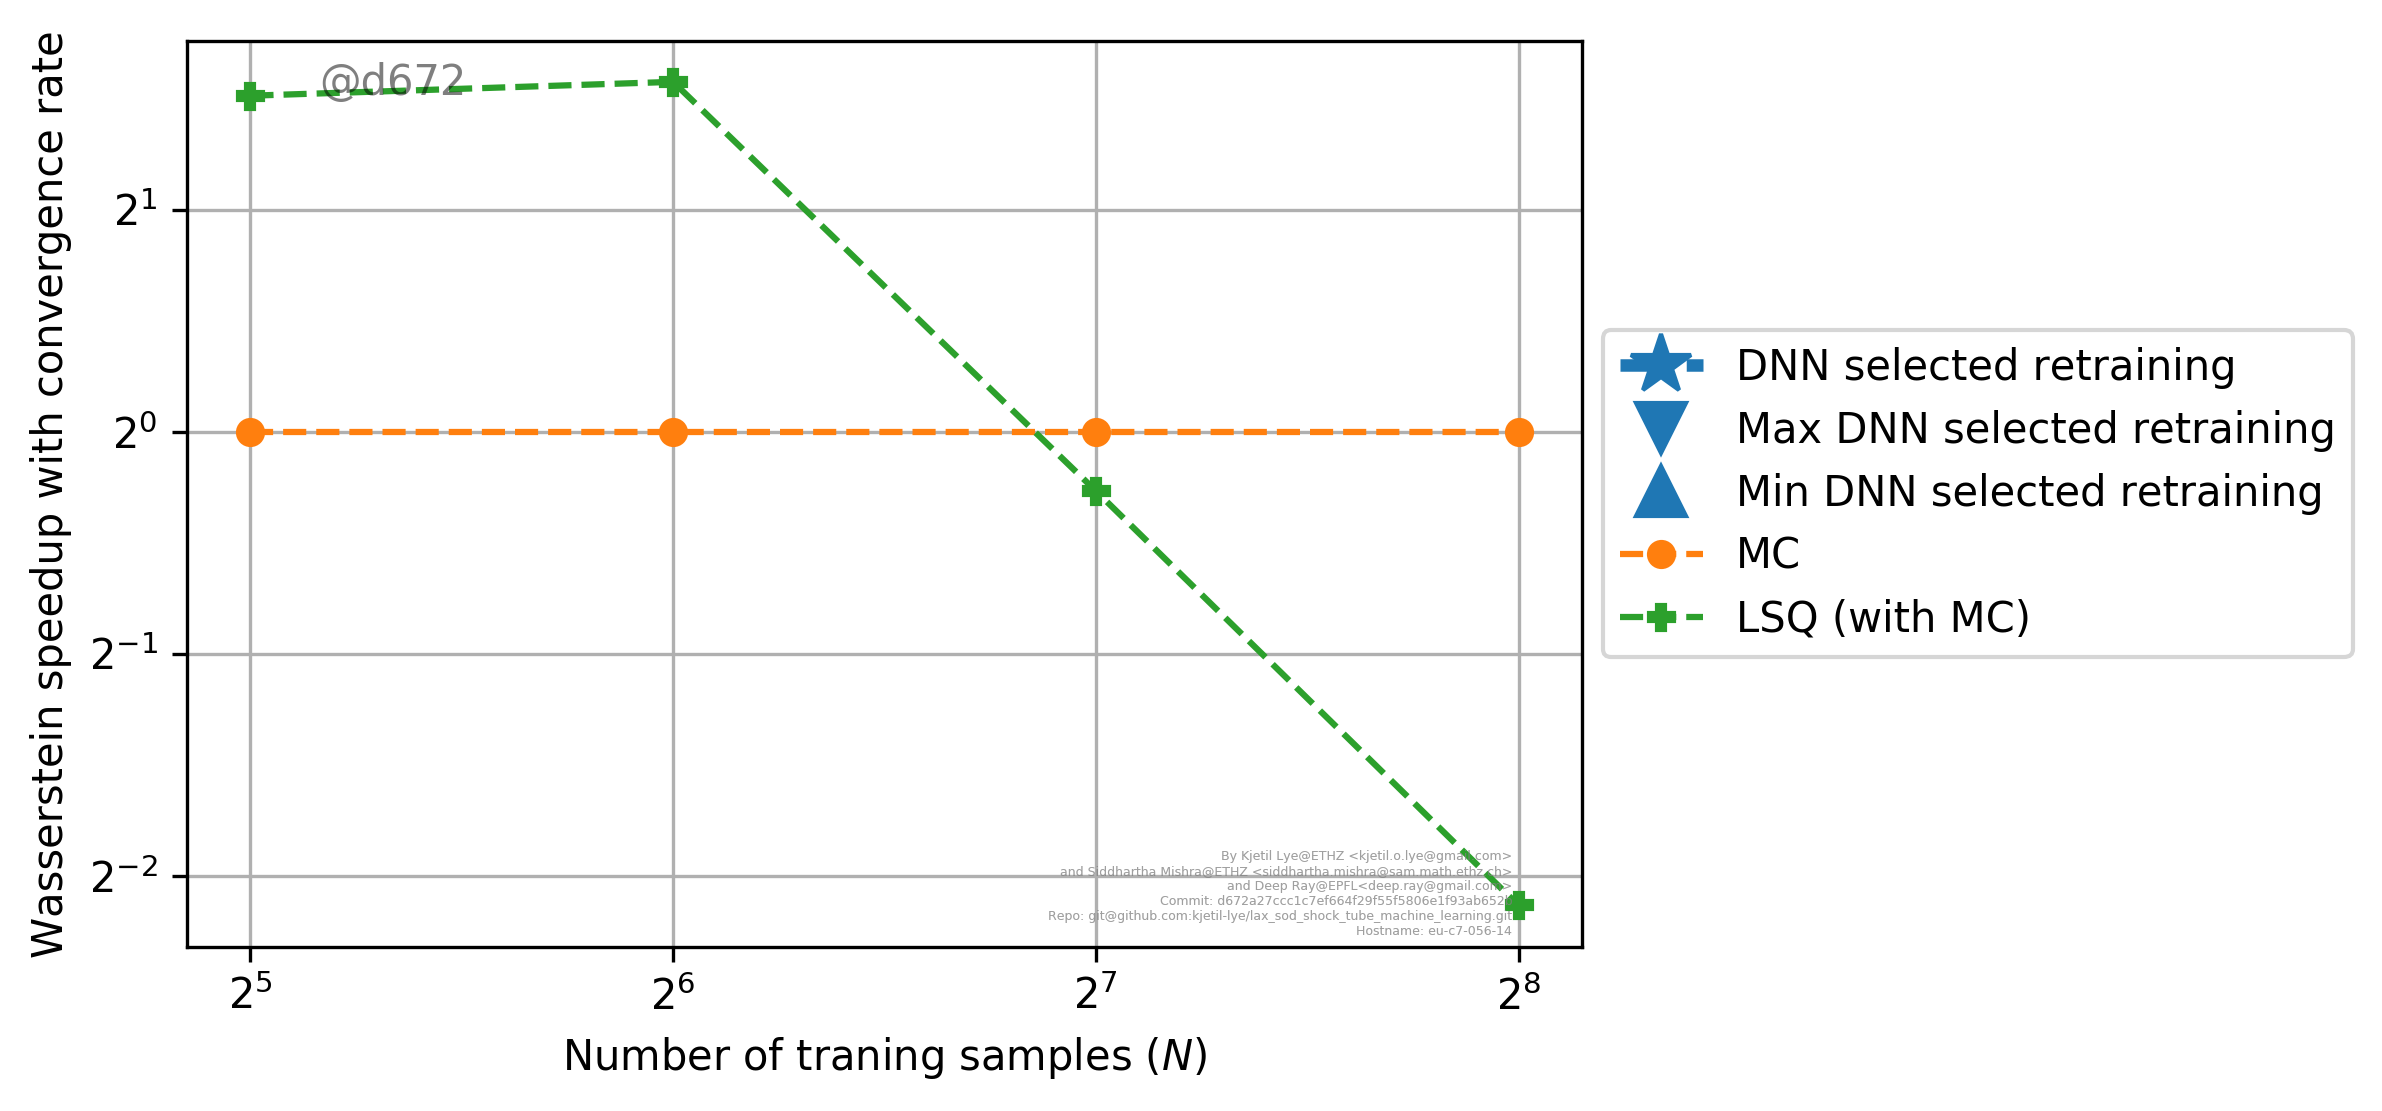 Wasserstein speedup with convergence rate
@d672
2^1
2^0
2^-1
2^-2
2^5
2^6
2^7
2^8
Number of traning samples (N)
By Kjetil Lye@ETHZ <kjetil.o.lye@gmail.com>
and Siddhartha Mishra@ETHZ <siddhartha.mishra@sam.math.ethz.ch>
and Deep Ray@EPFL<deep.ray@gmail.com>
Commit:
Repo: git@github.com:kjetil-lye/lax_sod_shock_tube_machine_learning.git
Hostname: eu-c7-056-14
DNN selected retraining
Max DNN selected retraining
Min DNN selected retraining
MC
LSQ (with MC)